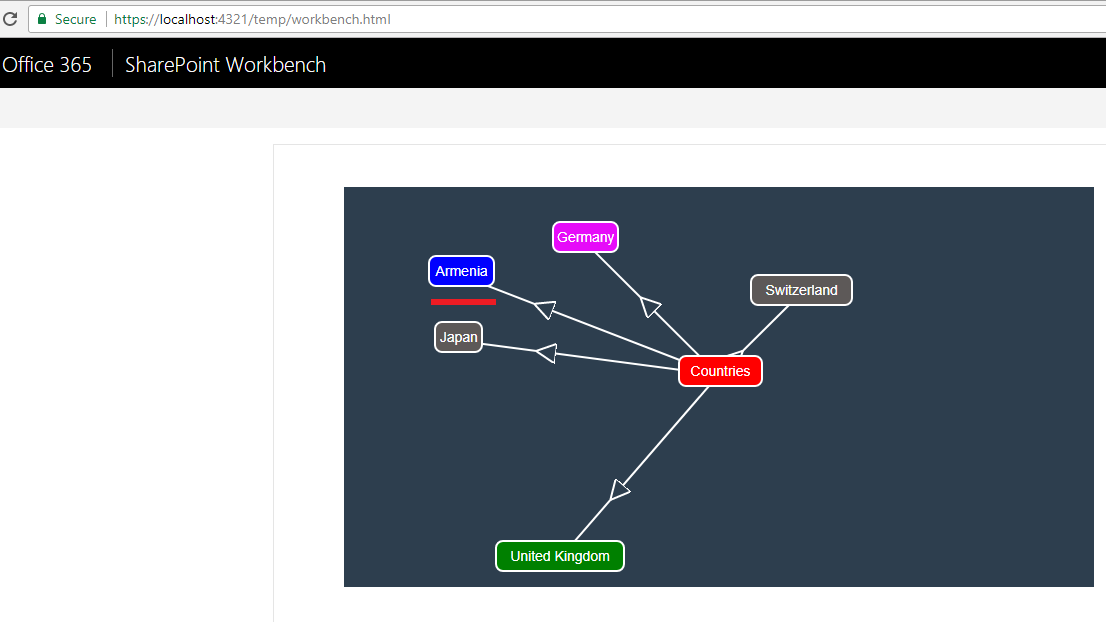 Secure https://localhost:4321/temp/workbench.html
Office 365 SharePoint Workbench
Germany
Armenia
Switzerland
Japan
Countries
United Kingdom